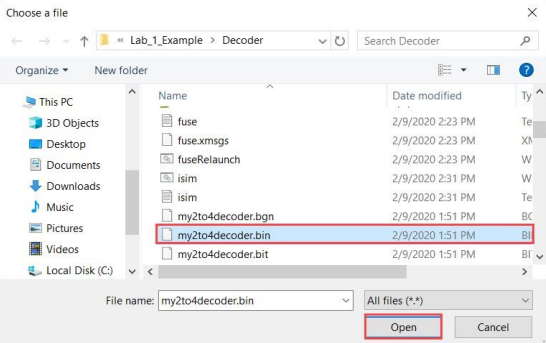 Choose a file
« Lab_1_Example > Decoder
Search Decoder
Organize
New folder
This PC
3D Objects
Desktop
Documents
Downloads
Music
Pictures
Videos
Local Disk (C:)
Name Date modified Ty
fuse 2/9/2020 2:23 PM Te
fuse.xmsgs 2/9/2020 2:23 PM XN
fuseRelaunch 2/9/2020 2:23 PM W
isim 2/9/2020 2:31 PM W
isim 2/9/2020 2:31 PM Te
my2to4decoder.bgn 2/9/2020 1:51 PM BG
my2to4decoder.bin 2/9/2020 1:51 PM BI
my2to4decoder.bit 2/9/2020 1:51 PM BI
File name: my2to4decoder.bin
All files (*.*)
Open
Cancel